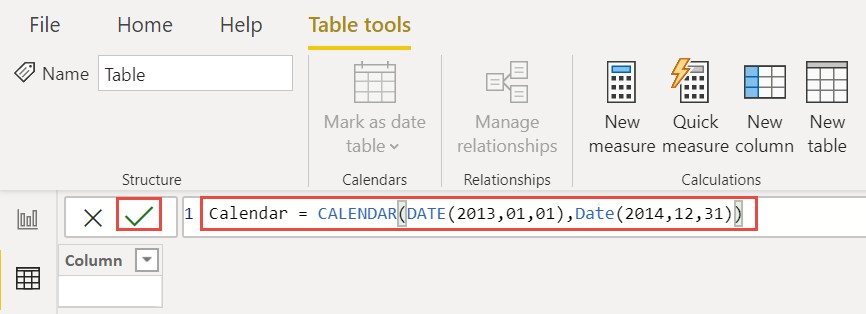 File Home Help Table tools
Name Table
Mark as date table
Manage relationships
New measure
Quick measure
New column
New table
Structure Calendars Relationships Calculations
1 Calendar = CALENDAR(DATE(2013,01,01),Date(2014,12,31))
Column